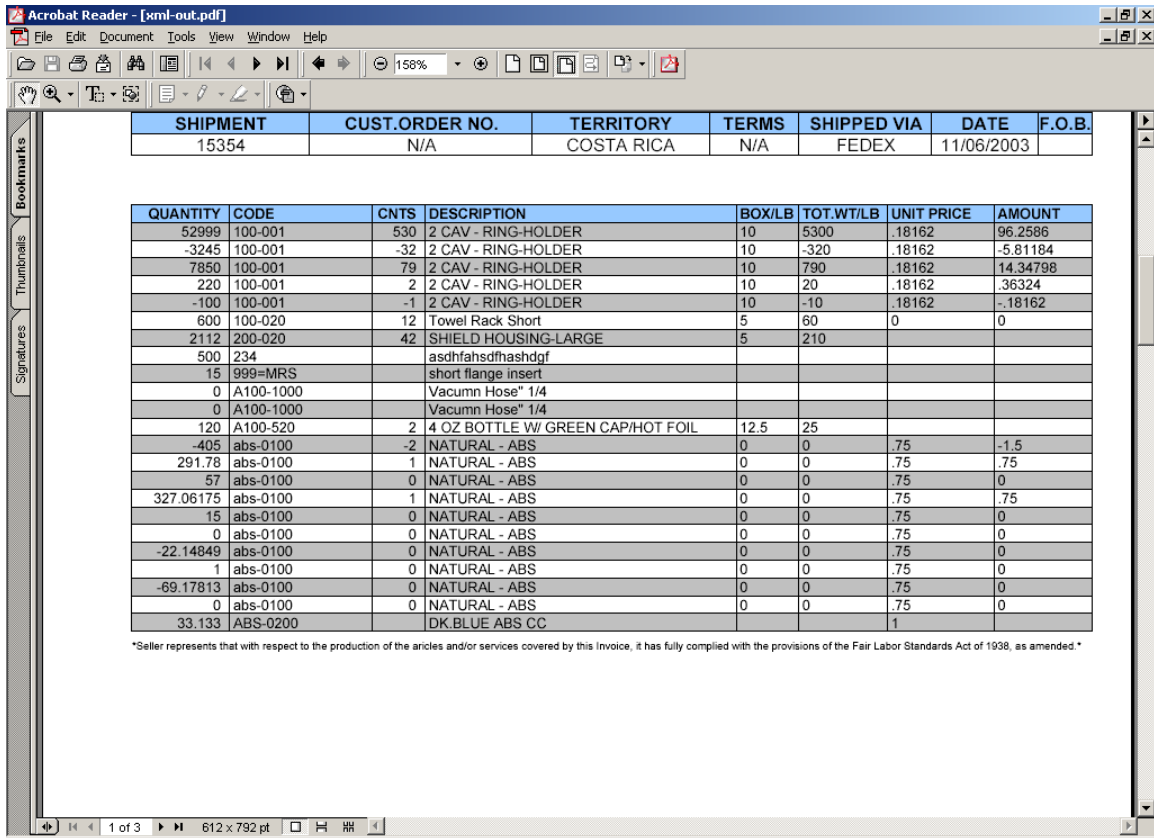 Acrobat Reader - [xml-out.pdf]
File Edit Document Tools View Window Help
158%
Bookmarks
Thumbnails
Signatures
SHIPMENT CUST.ORDER NO. TERRITORY TERMS SHIPPED VIA DATE F.O.B.
15354 N/A COSTA RICA N/A FEDEX 11/06/2003
QUANTITY CODE CNTS DESCRIPTION BOX/LB TOT.WT/LB UNIT PRICE AMOUNT
52999 100-001 530 2 CAV - RING-HOLDER 10 5300 .18162 96.2586
-3245 100-001 -32 2 CAV - RING-HOLDER 10 -320 .18162 -5.81184
7850 100-001 79 2 CAV - RING-HOLDER 10 790 .18162 14.34798
220 100-001 2 2 CAV - RING-HOLDER 10 20 .18162 .36324
-100 100-001 -1 2 CAV - RING-HOLDER 10 -10 .18162 -.18162
600 100-020 12 Towel Rack Short 5 60 0 0
2112 200-020 42 SHIELD HOUSING-LARGE 5 210
500 234 asdhfahsdfhashdgf
15 999=MRS short flange insert
0 A100-1000 Vacumn Hose" 1/4
0 A100-1000 Vacumn Hose" 1/4
120 A100-520 2 4 OZ BOTTLE W/ GREEN CAP/HOT FOIL 12.5 25
-405 abs-0100 -2 NATURAL - ABS 0 0 .75 -1.5
291.78 abs-0100 1 NATURAL - ABS 0 0 .75 .75
57 abs-0100 0 NATURAL - ABS 0 0 .75 0
327.06175 abs-0100 1 NATURAL - ABS 0 0 .75 .75
15 abs-0100 0 NATURAL - ABS 0 0 .75 0
0 abs-0100 0 NATURAL - ABS 0 0 .75 0
-22.14849 abs-0100 0 NATURAL - ABS 0 0 .75 0
1 abs-0100 0 NATURAL - ABS 0 0 .75 0
-69.17813 abs-0100 0 NATURAL - ABS 0 0 .75 0
0 abs-0100 0 NATURAL - ABS 0 0 .75 0
33.133 ABS-0200 DK.BLUE ABS CC 1
*Seller represents that with respect to the production of the aricles and/or services covered by this Invoice, it has fully complied with the provisions of the Fair Labor Standards Act of 1938, as amended.*
1 of 3 612 x 792 pt